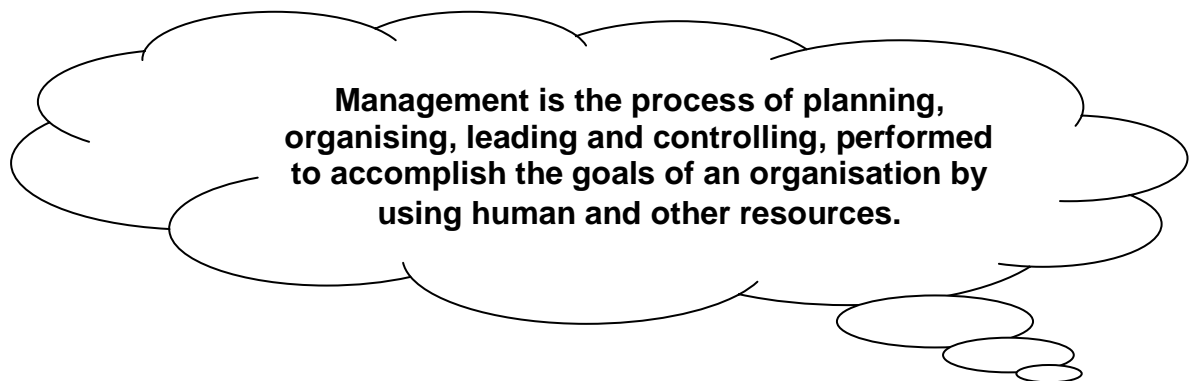 Management is the process of planning,
organising, leading and controlling, performed
to accomplish the goals of an organisation by
using human and other resources.